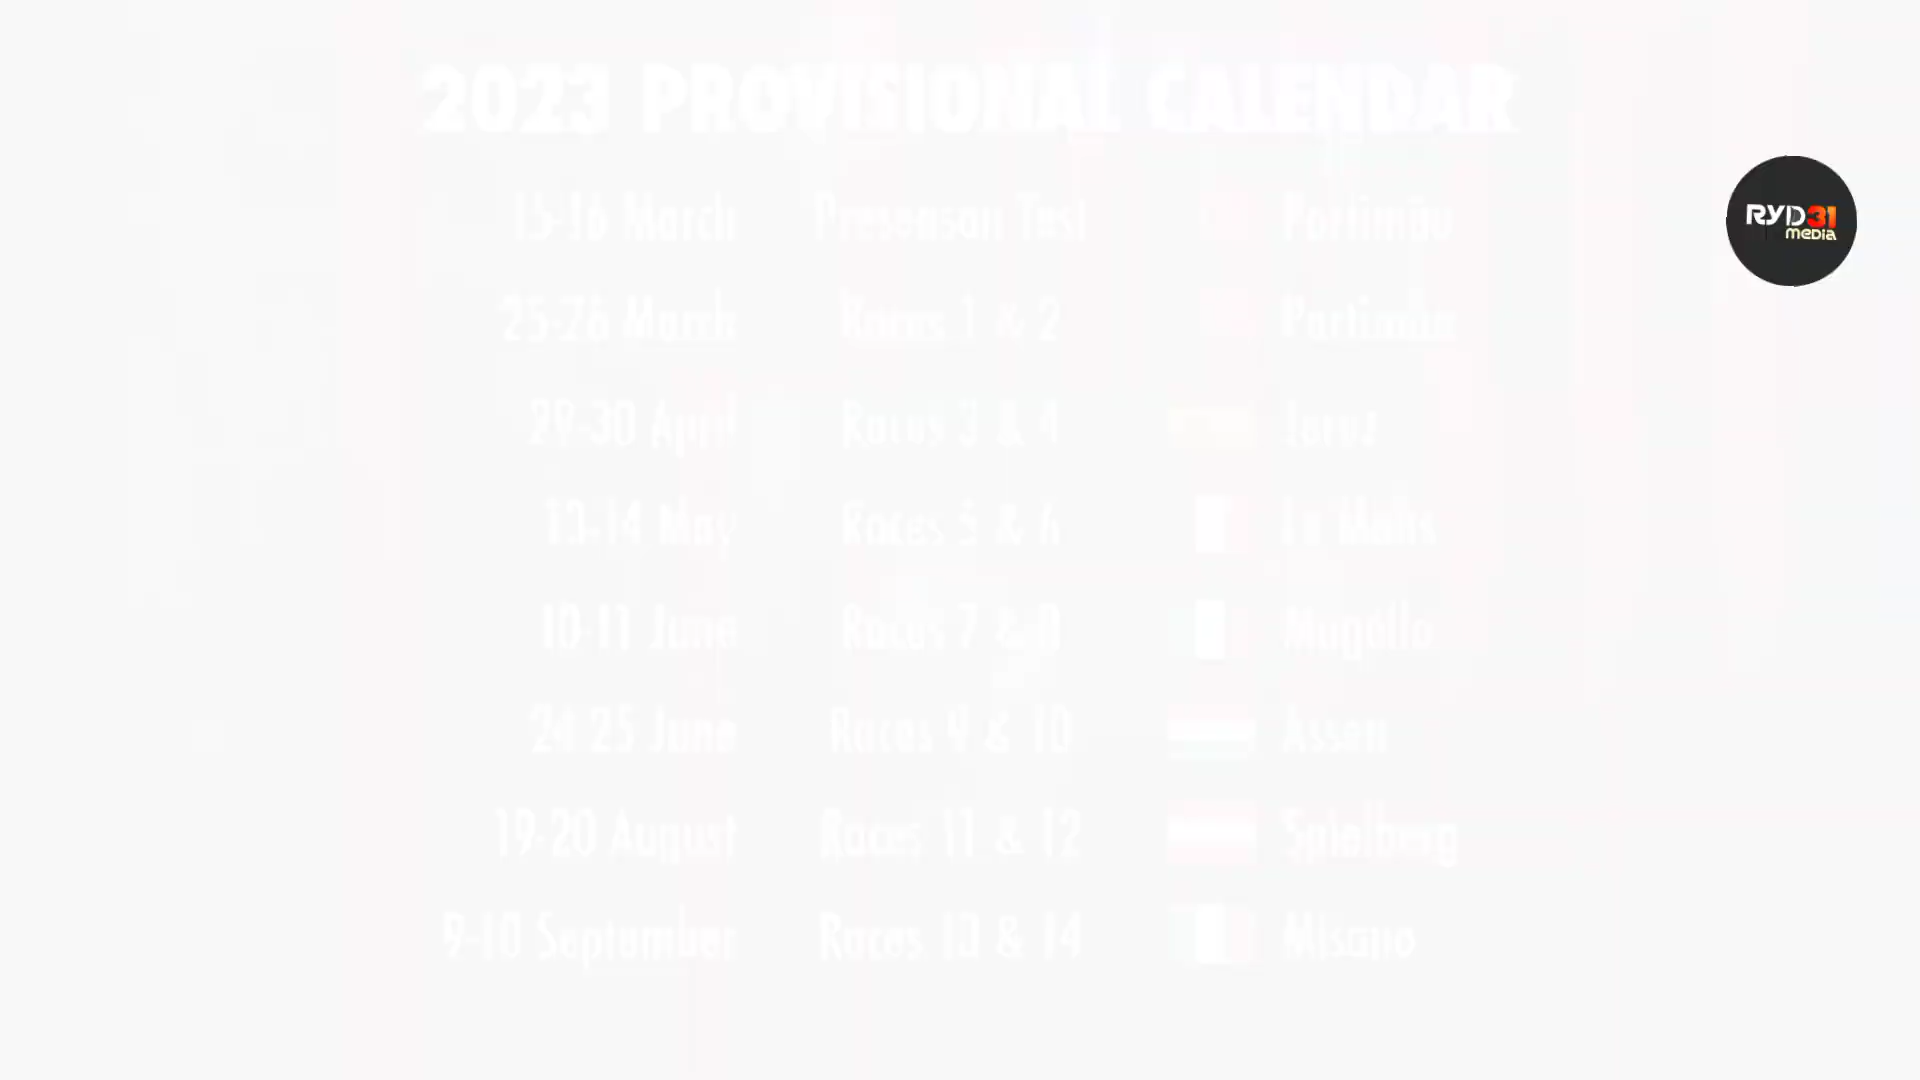 2023 PROVISIONAL CALENDAR
15-16 March Preseason Test Portimão
25-26 March Races 1 & 2 Portimão
29-30 April Races 3 & 4 Jerez
13-14 May Races 5 & 6 Le Mans
10-11 June Races 7 & 8 Mugello
24-25 June Races 9 & 10 Assen
19-20 August Races 11 & 12 Spielberg
9-10 September Races 13 & 14 Misano
RYD31
media